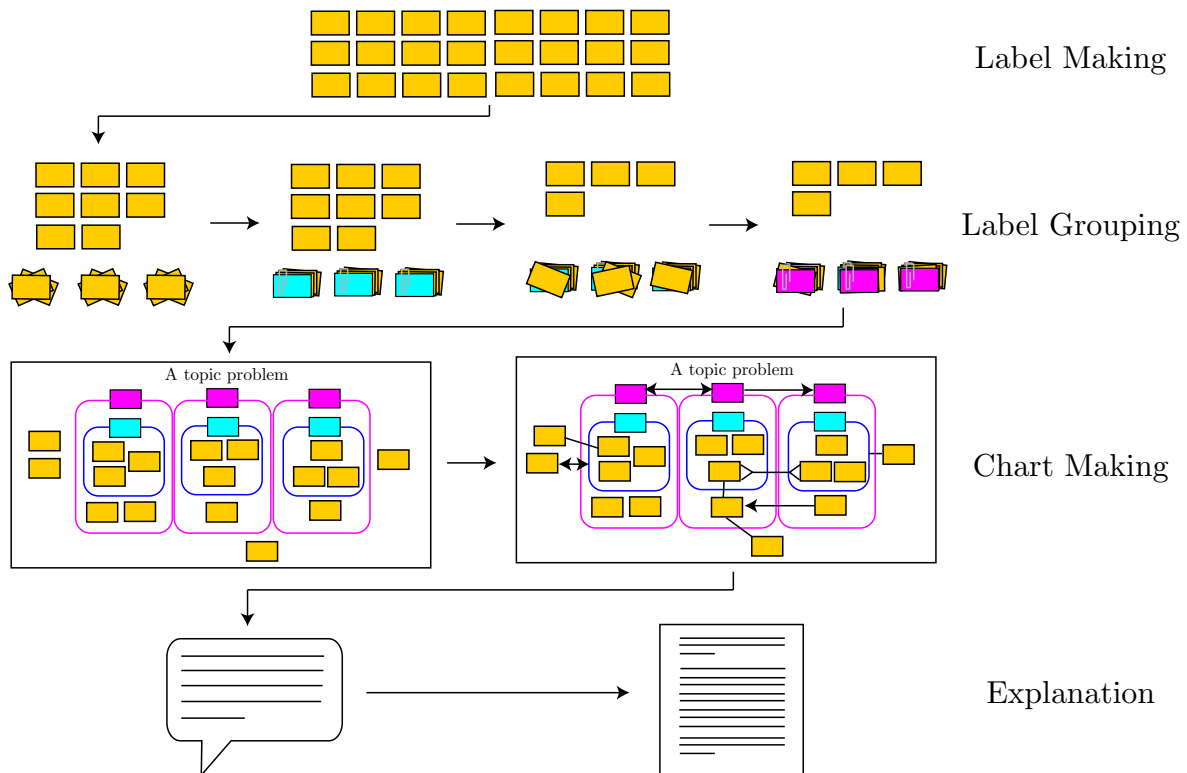 Label Making
Label Grouping
A topic problem
A topic problem
Chart Making
Explanation